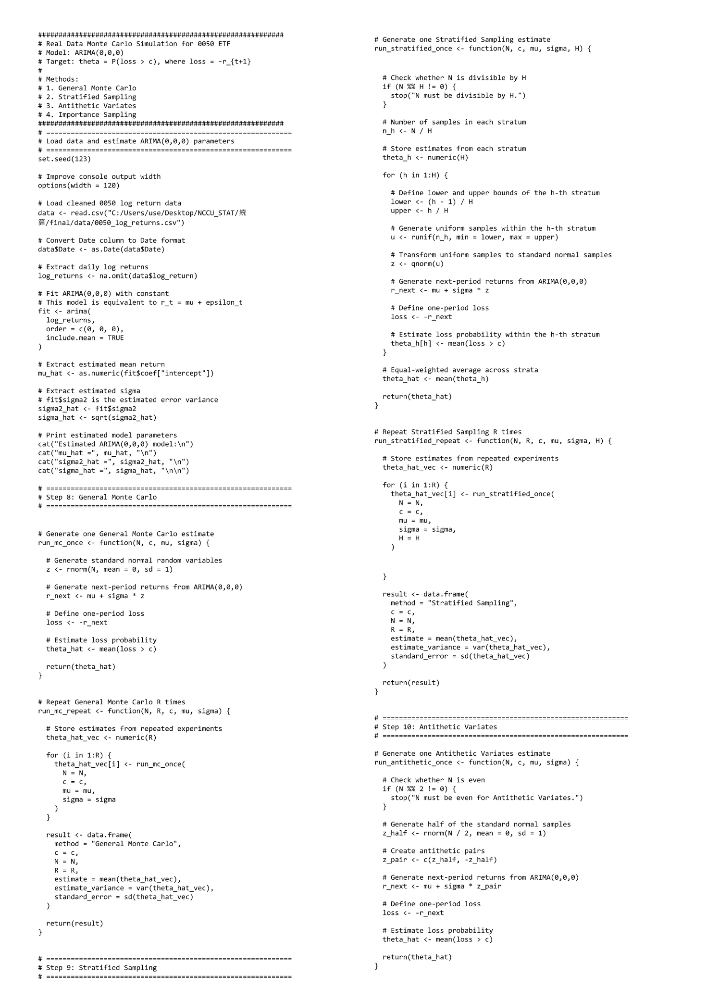 ############################################################
# Real Data Monte Carlo Simulation for 0050 ETF
# Model: ARIMA(0,0,0)
# Target: theta = P(loss > c), where loss = -r_{t+1}
#
# Methods:
# 1. General Monte Carlo
# 2. Stratified Sampling
# 3. Antithetic Variates
# 4. Importance Sampling
############################################################
# ============================================================
# Load data and estimate ARIMA(0,0,0) parameters
# ============================================================
set.seed(123)

# Improve console output width
options(width = 120)

# Load cleaned 0050 log return data
data <- read.csv("C:/Users/use/Desktop/NCCU_STAT/統
算/final/data/0050_log_returns.csv")

# Convert Date column to Date format
data$Date <- as.Date(data$Date)

# Extract daily log returns
log_returns <- na.omit(data$log_return)

# Fit ARIMA(0,0,0) with constant
# This model is equivalent to r_t = mu + epsilon_t
fit <- arima(
  log_returns,
  order = c(0, 0, 0),
  include.mean = TRUE
)

# Extract estimated mean return
mu_hat <- as.numeric(fit$coef["intercept"])

# Extract estimated sigma
# fit$sigma2 is the estimated error variance
sigma2_hat <- fit$sigma2
sigma_hat <- sqrt(sigma2_hat)

# Print estimated model parameters
cat("Estimated ARIMA(0,0,0) model:\n")
cat("mu_hat =", mu_hat, "\n")
cat("sigma2_hat =", sigma2_hat, "\n")
cat("sigma_hat =", sigma_hat, "\n\n")

# ============================================================
# Step 8: General Monte Carlo
# ============================================================

# Generate one General Monte Carlo estimate
run_mc_once <- function(N, c, mu, sigma) {

  # Generate standard normal random variables
  z <- rnorm(N, mean = 0, sd = 1)

  # Generate next-period returns from ARIMA(0,0,0)
  r_next <- mu + sigma * z

  # Define one-period loss
  loss <- -r_next

  # Estimate loss probability
  theta_hat <- mean(loss > c)

  return(theta_hat)
}

# Repeat General Monte Carlo R times
run_mc_repeat <- function(N, R, c, mu, sigma) {

  # Store estimates from repeated experiments
  theta_hat_vec <- numeric(R)

  for (i in 1:R) {
    theta_hat_vec[i] <- run_mc_once(
      N = N,
      c = c,
      mu = mu,
      sigma = sigma
    )
  }

  result <- data.frame(
    method = "General Monte Carlo",
    c = c,
    N = N,
    R = R,
    estimate = mean(theta_hat_vec),
    estimate_variance = var(theta_hat_vec),
    standard_error = sd(theta_hat_vec)
  )

  return(result)
}

# ============================================================
# Step 9: Stratified Sampling
# ============================================================

# Generate one Stratified Sampling estimate
run_stratified_once <- function(N, c, mu, sigma, H) {

  # Check whether N is divisible by H
  if (N %% H != 0) {
    stop("N must be divisible by H.")
  }

  # Number of samples in each stratum
  n_h <- N / H

  # Store estimates from each stratum
  theta_h <- numeric(H)

  for (h in 1:H) {

    # Define lower and upper bounds of the h-th stratum
    lower <- (h - 1) / H
    upper <- h / H

    # Generate uniform samples within the h-th stratum
    u <- runif(n_h, min = lower, max = upper)

    # Transform uniform samples to standard normal samples
    z <- qnorm(u)

    # Generate next-period returns from ARIMA(0,0,0)
    r_next <- mu + sigma * z

    # Define one-period loss
    loss <- -r_next

    # Estimate loss probability within the h-th stratum
    theta_h[h] <- mean(loss > c)
  }

  # Equal-weighted average across strata
  theta_hat <- mean(theta_h)

  return(theta_hat)
}

# Repeat Stratified Sampling R times
run_stratified_repeat <- function(N, R, c, mu, sigma, H) {

  # Store estimates from repeated experiments
  theta_hat_vec <- numeric(R)

  for (i in 1:R) {
    theta_hat_vec[i] <- run_stratified_once(
      N = N,
      c = c,
      mu = mu,
      sigma = sigma,
      H = H
    )

  }

  result <- data.frame(
    method = "Stratified Sampling",
    c = c,
    N = N,
    R = R,
    estimate = mean(theta_hat_vec),
    estimate_variance = var(theta_hat_vec),
    standard_error = sd(theta_hat_vec)
  )

  return(result)
}

# ============================================================
# Step 10: Antithetic Variates
# ============================================================

# Generate one Antithetic Variates estimate
run_antithetic_once <- function(N, c, mu, sigma) {

  # Check whether N is even
  if (N %% 2 != 0) {
    stop("N must be even for Antithetic Variates.")
  }

  # Generate half of the standard normal samples
  z_half <- rnorm(N / 2, mean = 0, sd = 1)

  # Create antithetic pairs
  z_pair <- c(z_half, -z_half)

  # Generate next-period returns from ARIMA(0,0,0)
  r_next <- mu + sigma * z_pair

  # Define one-period loss
  loss <- -r_next

  # Estimate loss probability
  theta_hat <- mean(loss > c)

  return(theta_hat)
}